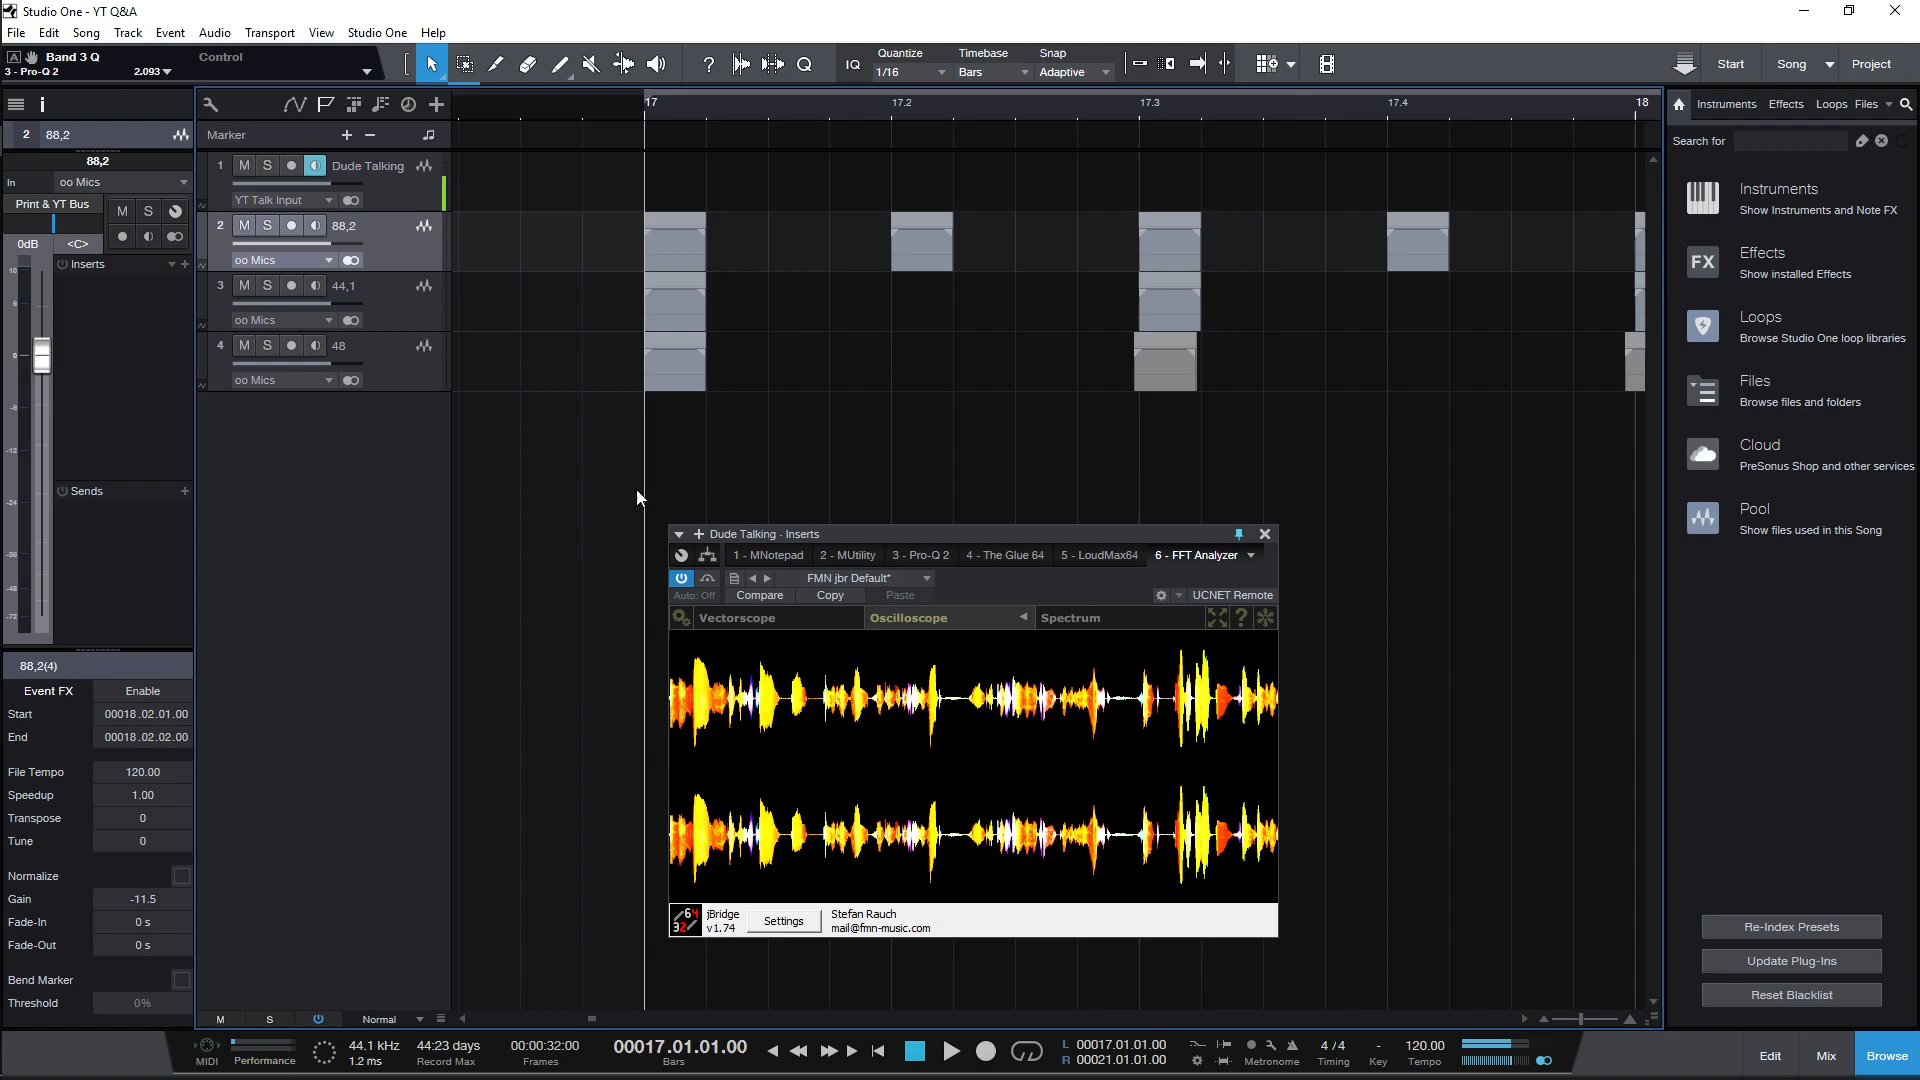 Studio One - YT Q&A
File Edit Song Track Event Audio Transport View Studio One Help
A Band 3 Q Control
3 - Pro-Q 2 2.093
Quantize Timebase Snap
IQ 1/16 Bars Adaptive
Start Song Project
2 88,2
88,2
In oo Mics
Print & YT Bus M S
0dB <C>
Inserts
10
6
0
-6
-12
-24
-36
-48
-72
Sends
17 17.2 17.3 17.4 18
Marker
1 M S Dude Talking
YT Talk Input
2 M S 88,2
oo Mics
3 M S 44,1
oo Mics
4 M S 48
oo Mics
88,2(4)
Event FX Enable
Start 00018.02.01.00
End 00018.02.02.00
File Tempo 120.00
Speedup 1.00
Transpose 0
Tune 0
Normalize
Gain -11.5
Fade-In 0 s
Fade-Out 0 s
Bend Marker
Threshold 0%
Dude Talking - Inserts
1 - MNotepad 2 - MUtility 3 - Pro-Q 2 4 - The Glue 64 5 - LoudMax64 6 - FFT Analyzer
FMN jbr Default*
Auto: Off Compare Copy Paste UCNET Remote
Vectorscope Oscilloscope Spectrum ?
64 32 jBridge v1.74 Settings Stefan Rauch
mail@fmn-music.com
Instruments Effects Loops Files
Search for
Instruments
Show Instruments and Note FX
FX Effects
Show installed Effects
Loops
Browse Studio One loop libraries
Files
Browse files and folders
Cloud
PreSonus Shop and other services
Pool
Show files used in this Song
Re-Index Presets
Update Plug-Ins
Reset Blacklist
M S Normal
44.1 kHz 44:23 days 00:00:32:00 00017.01.01.00 L 00017.01.01.00 4 / 4 - 120.00
MIDI Performance 1.2 ms Record Max Frames Bars R 00021.01.01.00 Metronome Timing Key Tempo
Edit Mix Browse